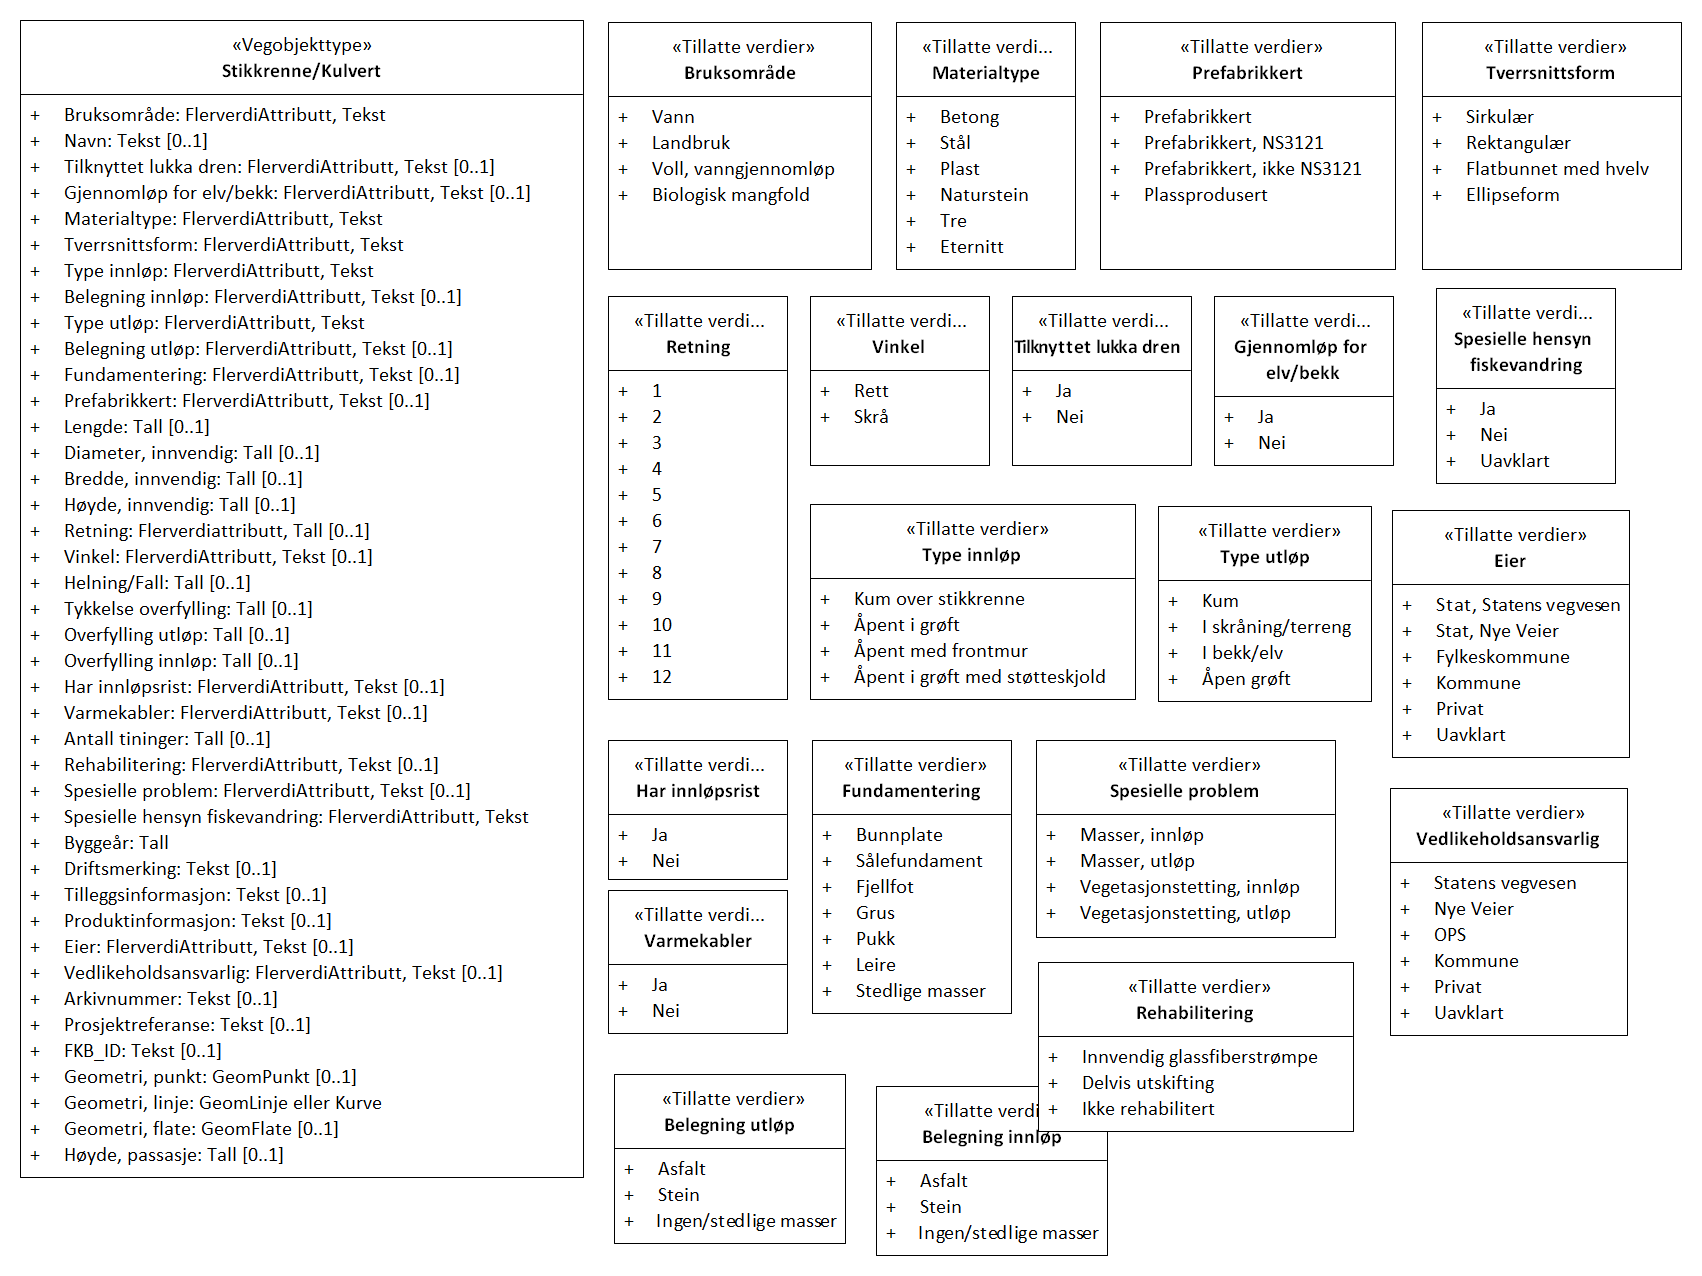 «Vegobjekttype»
Stikkrenne/Kulvert
+ Bruksområde: FlerverdiAttributt, Tekst
+ Navn: Tekst [0..1]
+ Tilknyttet lukka dren: FlerverdiAttributt, Tekst [0..1]
+ Gjennomløp for elv/bekk: FlerverdiAttributt, Tekst [0..1]
+ Materialtype: FlerverdiAttributt, Tekst
+ Tverrsnittsform: FlerverdiAttributt, Tekst
+ Type innløp: FlerverdiAttributt, Tekst
+ Belegning innløp: FlerverdiAttributt, Tekst [0..1]
+ Type utløp: FlerverdiAttributt, Tekst
+ Belegning utløp: FlerverdiAttributt, Tekst [0..1]
+ Fundamentering: FlerverdiAttributt, Tekst [0..1]
+ Prefabrikkert: FlerverdiAttributt, Tekst [0..1]
+ Lengde: Tall [0..1]
+ Diameter, innvendig: Tall [0..1]
+ Bredde, innvendig: Tall [0..1]
+ Høyde, innvendig: Tall [0..1]
+ Retning: Flerverdiattributt, Tall [0..1]
+ Vinkel: FlerverdiAttributt, Tekst [0..1]
+ Helning/Fall: Tall [0..1]
+ Tykkelse overfylling: Tall [0..1]
+ Overfylling utløp: Tall [0..1]
+ Overfylling innløp: Tall [0..1]
+ Har innløpsrist: FlerverdiAttributt, Tekst [0..1]
+ Varmekabler: FlerverdiAttributt, Tekst [0..1]
+ Antall tininger: Tall [0..1]
+ Rehabilitering: FlerverdiAttributt, Tekst [0..1]
+ Spesielle problem: FlerverdiAttributt, Tekst [0..1]
+ Spesielle hensyn fiskevandring: FlerverdiAttributt, Tekst
+ Byggeår: Tall
+ Driftsmerking: Tekst [0..1]
+ Tilleggsinformasjon: Tekst [0..1]
+ Produktinformasjon: Tekst [0..1]
+ Eier: FlerverdiAttributt, Tekst [0..1]
+ Vedlikeholdsansvarlig: FlerverdiAttributt, Tekst [0..1]
+ Arkivnummer: Tekst [0..1]
+ Prosjektreferanse: Tekst [0..1]
+ FKB_ID: Tekst [0..1]
+ Geometri, punkt: GeomPunkt [0..1]
+ Geometri, linje: GeomLinje eller Kurve
+ Geometri, flate: GeomFlate [0..1]
+ Høyde, passasje: Tall [0..1]
«Tillatte verdier»
Bruksområde
+ Vann
+ Landbruk
+ Voll, vanngjennomløp
+ Biologisk mangfold
«Tillatte verdi...
Materialtype
+ Betong
+ Stål
+ Plast
+ Naturstein
+ Tre
+ Eternitt
«Tillatte verdier»
Prefabrikkert
+ Prefabrikkert
+ Prefabrikkert, NS3121
+ Prefabrikkert, ikke NS3121
+ Plassprodusert
«Tillatte verdier»
Tverrsnittsform
+ Sirkulær
+ Rektangulær
+ Flatbunnet med hvelv
+ Ellipseform
«Tillatte verdi...
Retning
+ 1
+ 2
+ 3
+ 4
+ 5
+ 6
+ 7
+ 8
+ 9
+ 10
+ 11
+ 12
«Tillatte verdi...
Vinkel
+ Rett
+ Skrå
«Tillatte verdi...
Tilknyttet lukka dren
+ Ja
+ Nei
«Tillatte verdi...
Gjennomløp for
elv/bekk
+ Ja
+ Nei
«Tillatte verdi...
Spesielle hensyn
fiskevandring
+ Ja
+ Nei
+ Uavklart
«Tillatte verdier»
Type innløp
+ Kum over stikkrenne
+ Åpent i grøft
+ Åpent med frontmur
+ Åpent i grøft med støtteskjold
«Tillatte verdier»
Type utløp
+ Kum
+ I skråning/terreng
+ I bekk/elv
+ Åpen grøft
«Tillatte verdier»
Eier
+ Stat, Statens vegvesen
+ Stat, Nye Veier
+ Fylkeskommune
+ Kommune
+ Privat
+ Uavklart
«Tillatte verdi...
Har innløpsrist
+ Ja
+ Nei
«Tillatte verdi...
Varmekabler
+ Ja
+ Nei
«Tillatte verdier»
Fundamentering
+ Bunnplate
+ Sålefundament
+ Fjellfot
+ Grus
+ Pukk
+ Leire
+ Stedlige masser
«Tillatte verdier»
Spesielle problem
+ Masser, innløp
+ Masser, utløp
+ Vegetasjonstetting, innløp
+ Vegetasjonstetting, utløp
«Tillatte verdier»
Vedlikeholdsansvarlig
+ Statens vegvesen
+ Nye Veier
+ OPS
+ Kommune
+ Privat
+ Uavklart
«Tillatte verdier»
Rehabilitering
+ Innvendig glassfiberstrømpe
+ Delvis utskifting
+ Ikke rehabilitert
«Tillatte verdier»
Belegning utløp
+ Asfalt
+ Stein
+ Ingen/stedlige masser
«Tillatte verdi
Belegning innløp
+ Asfalt
+ Stein
+ Ingen/stedlige masser